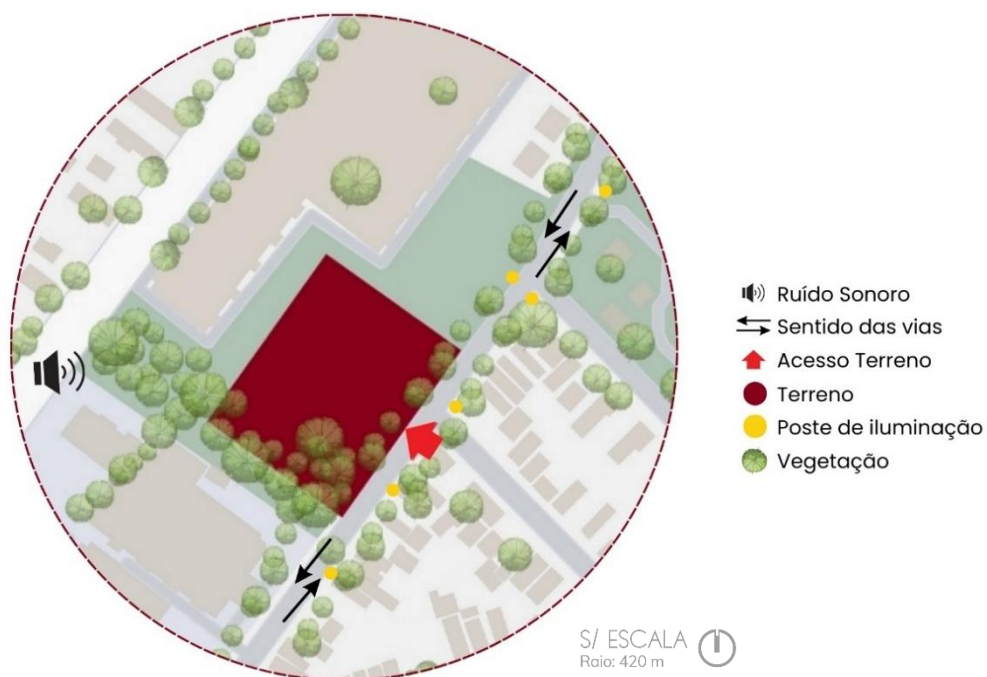 Ruído Sonoro
Sentido das vias
Acesso Terreno
Terreno
Poste de iluminação
Vegetação
S/ ESCALA
Raio: 420 m